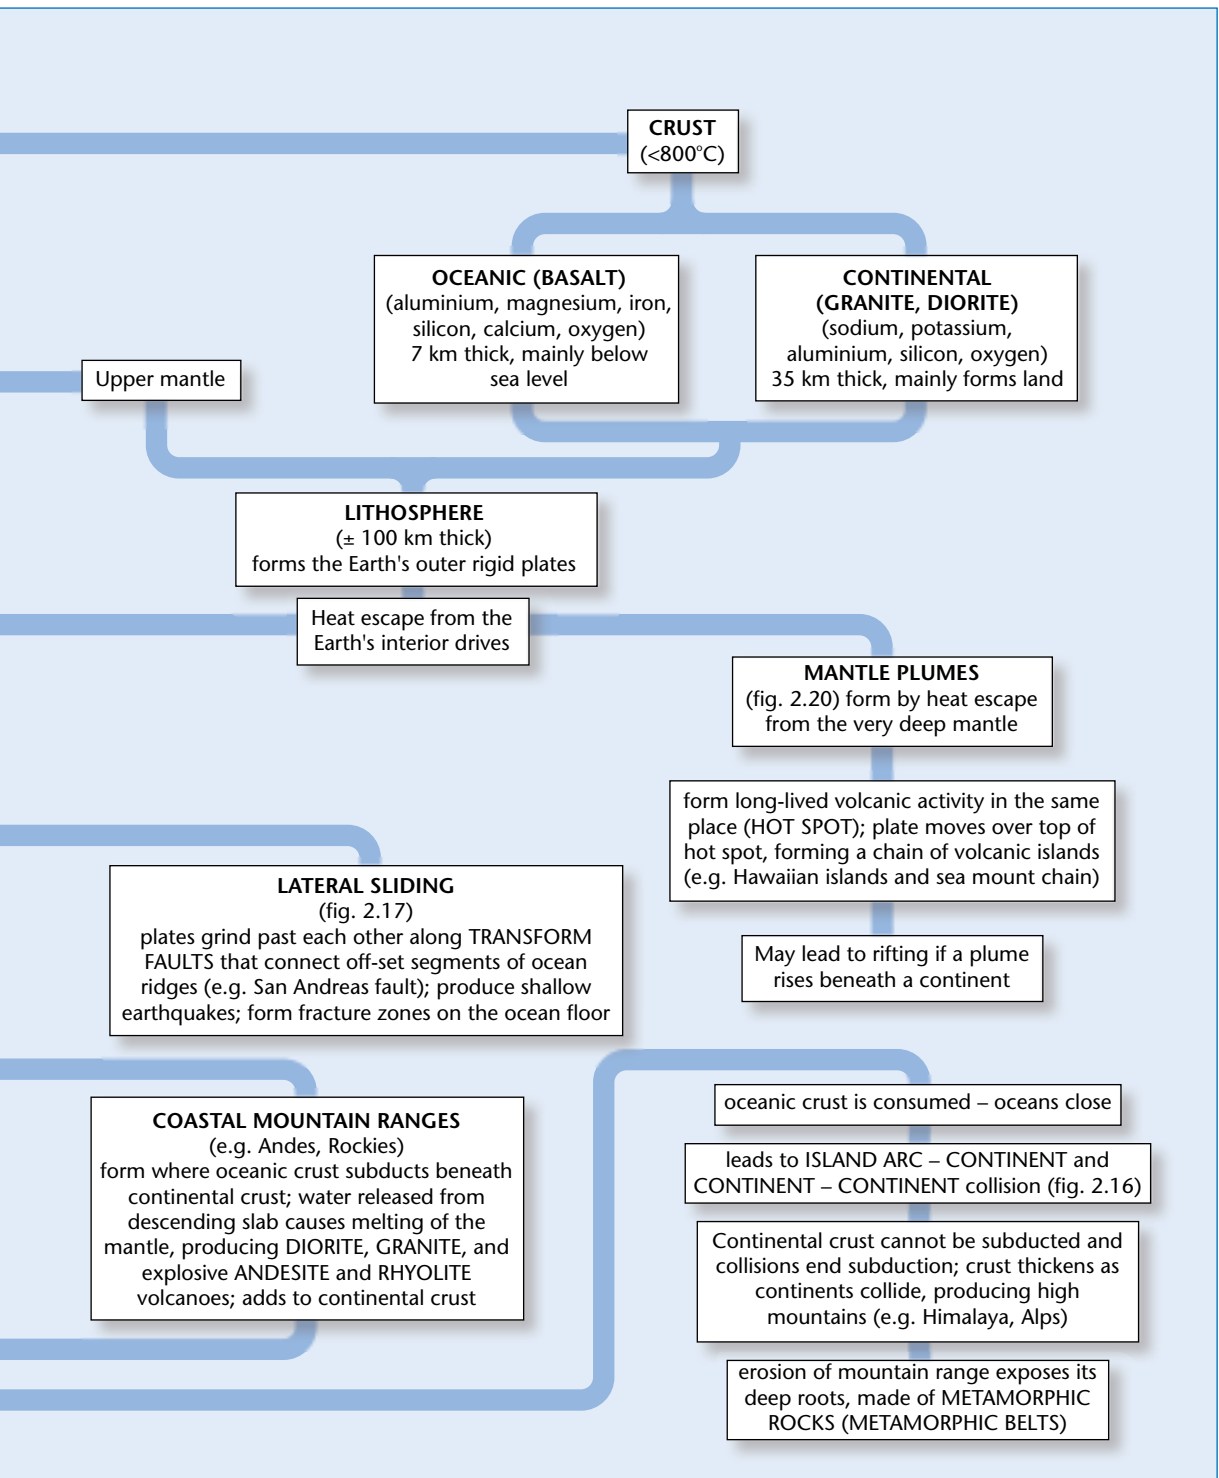 CRUST
(<800°C)
OCEANIC (BASALT)
(aluminium, magnesium, iron,
silicon, calcium, oxygen)
7 km thick, mainly below
sea level
CONTINENTAL
(GRANITE, DIORITE)
(sodium, potassium,
aluminium, silicon, oxygen)
35 km thick, mainly forms land
Upper mantle
LITHOSPHERE
(± 100 km thick)
forms the Earth's outer rigid plates
Heat escape from the
Earth's interior drives
MANTLE PLUMES
(fig. 2.20) form by heat escape
from the very deep mantle
form long-lived volcanic activity in the same
place (HOT SPOT); plate moves over top of
hot spot, forming a chain of volcanic islands
(e.g. Hawaiian islands and sea mount chain)
May lead to rifting if a plume
rises beneath a continent
LATERAL SLIDING
(fig. 2.17)
plates grind past each other along TRANSFORM
FAULTS that connect off-set segments of ocean
ridges (e.g. San Andreas fault); produce shallow
earthquakes; form fracture zones on the ocean floor
COASTAL MOUNTAIN RANGES
(e.g. Andes, Rockies)
form where oceanic crust subducts beneath
continental crust; water released from
descending slab causes melting of the
mantle, producing DIORITE, GRANITE, and
explosive ANDESITE and RHYOLITE
volcanoes; adds to continental crust
oceanic crust is consumed – oceans close
leads to ISLAND ARC – CONTINENT and
CONTINENT – CONTINENT collision (fig. 2.16)
Continental crust cannot be subducted and
collisions end subduction; crust thickens as
continents collide, producing high
mountains (e.g. Himalaya, Alps)
erosion of mountain range exposes its
deep roots, made of METAMORPHIC
ROCKS (METAMORPHIC BELTS)